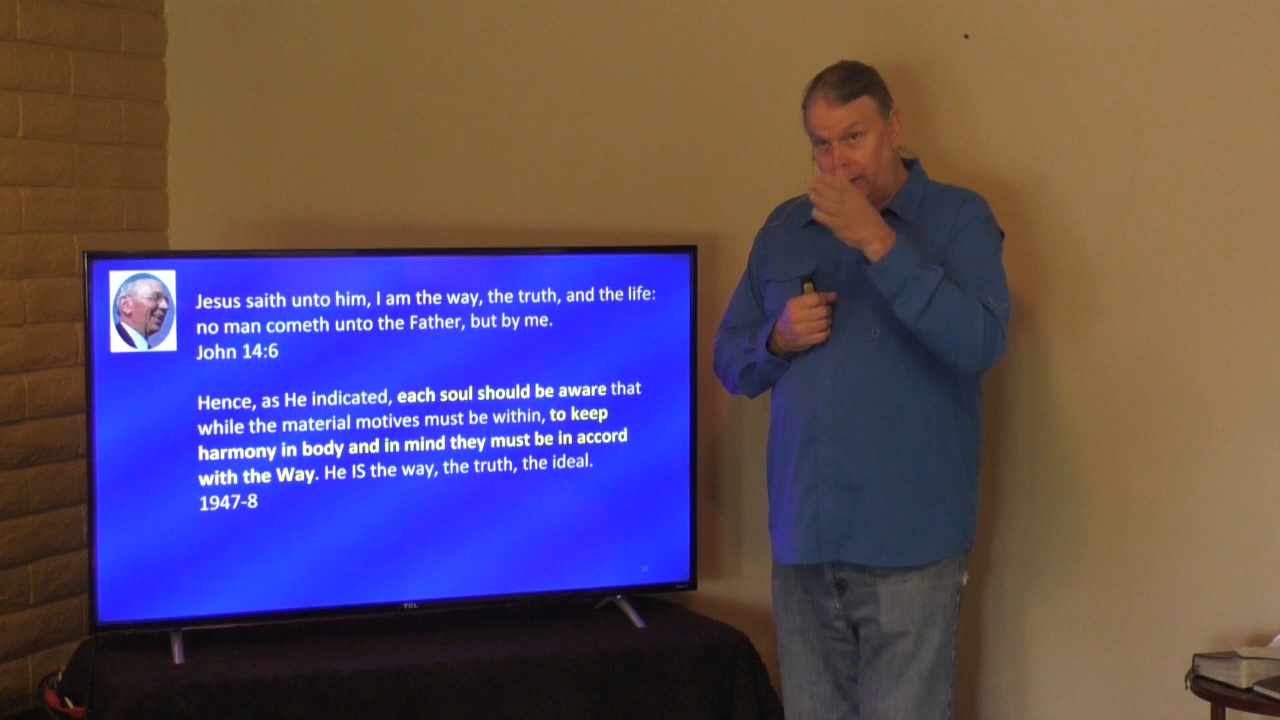 Jesus saith unto him, I am the way, the truth, and the life:
no man cometh unto the Father, but by me.
John 14:6
Hence, as He indicated, each soul should be aware that
while the material motives must be within, to keep
harmony in body and in mind they must be in accord
with the Way. He IS the way, the truth, the ideal.
1947-8
TCL